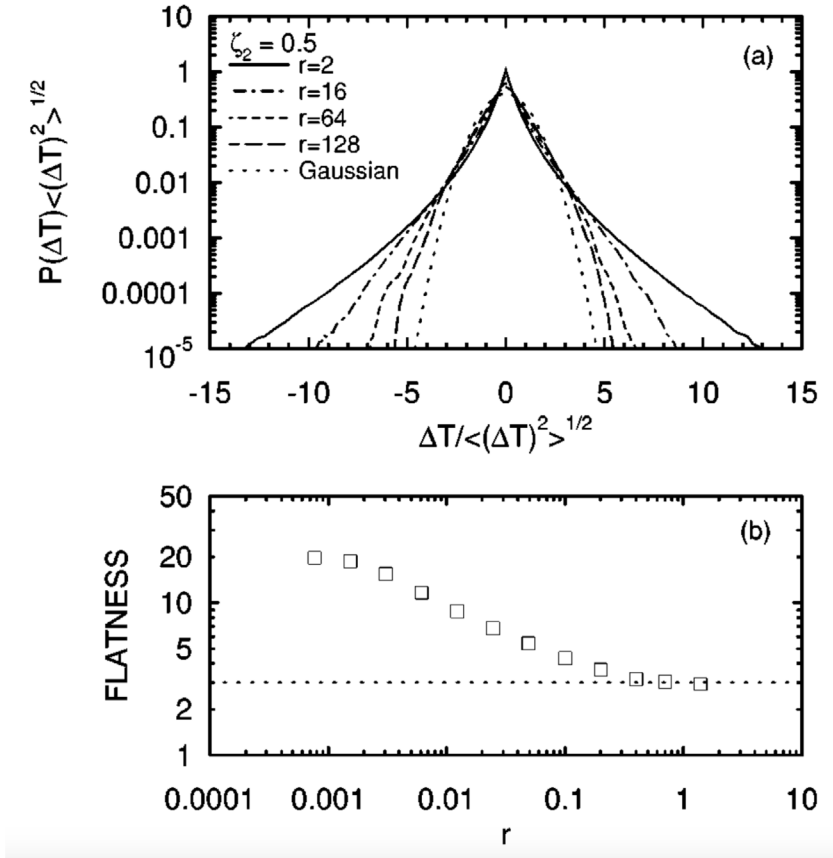 10
ζ₂ = 0.5
(a)
1
r=2
r=16
0.1
r=64
r=128
0.01
Gaussian
0.001
0.0001
10⁻⁵
P(ΔT)<(ΔT)²>¹/²
-15 -10 -5 0 5 10 15
ΔT/<(ΔT)²>¹/²
50
(b)
20
10
5
2
1
FLATNESS
0.0001 0.001 0.01 0.1 1 10
r